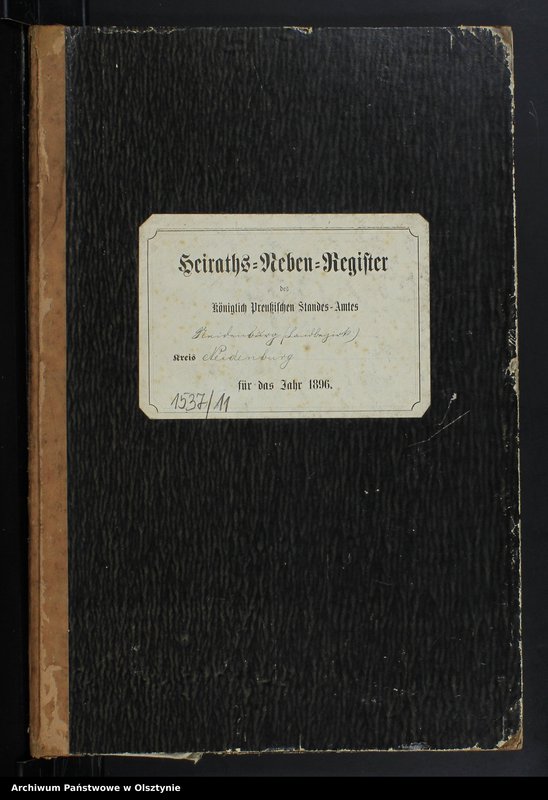 Heiraths-Neben-Register
des
Königlich Preußischen Standes-Amtes
Neidenburg (Landbezirk)
Kreis Neidenburg
für das Jahr 1896.
1537/11
Archiwum Państwowe w Olsztynie